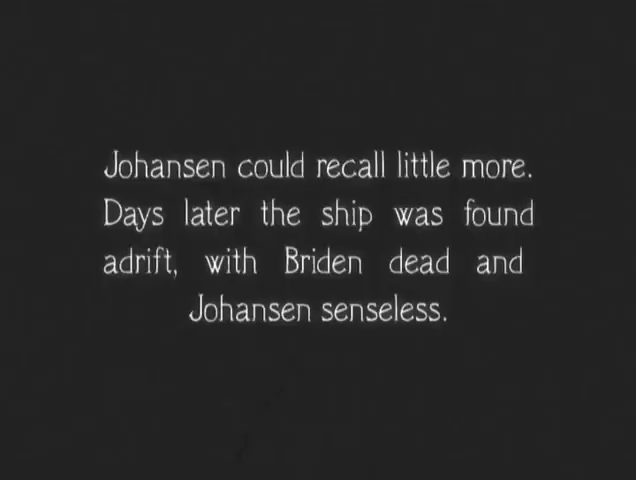 Johansen could recall little more.
Days later the ship was found
adrift, with Briden dead and
Johansen senseless.